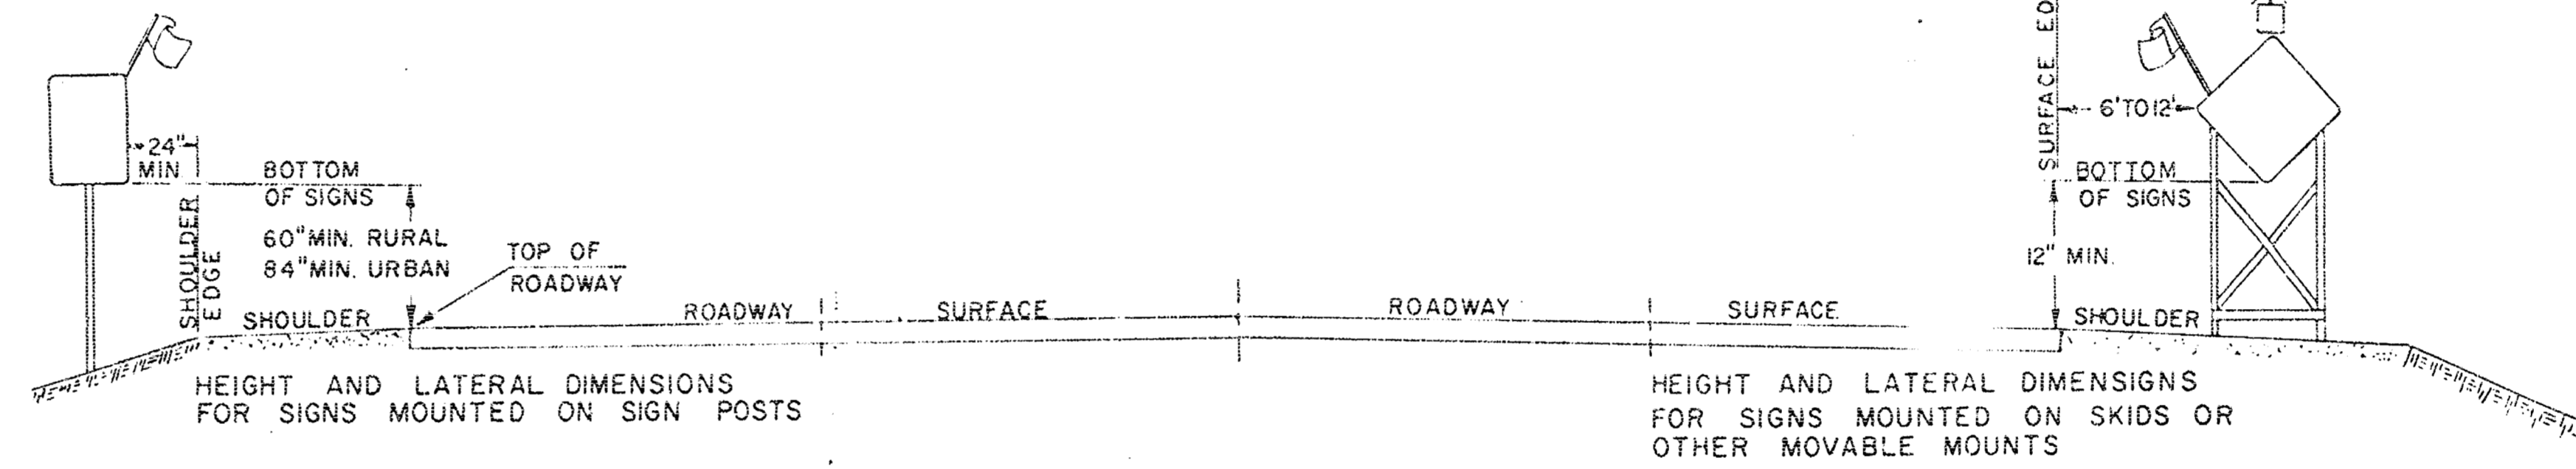 24"
MIN
SHOULDER
EDGE
BOTTOM
OF SIGNS
60"MIN. RURAL
84"MIN. URBAN
TOP OF
ROADWAY
SHOULDER
ROADWAY
SURFACE
ROADWAY
SURFACE
SURFACE ED
6'TO12'
BOTTOM
OF SIGNS
12" MIN.
SHOULDER
HEIGHT AND LATERAL DIMENSIONS
FOR SIGNS MOUNTED ON SIGN POSTS
HEIGHT AND LATERAL DIMENSIGNS
FOR SIGNS MOUNTED ON SKIDS OR
OTHER MOVABLE MOUNTS